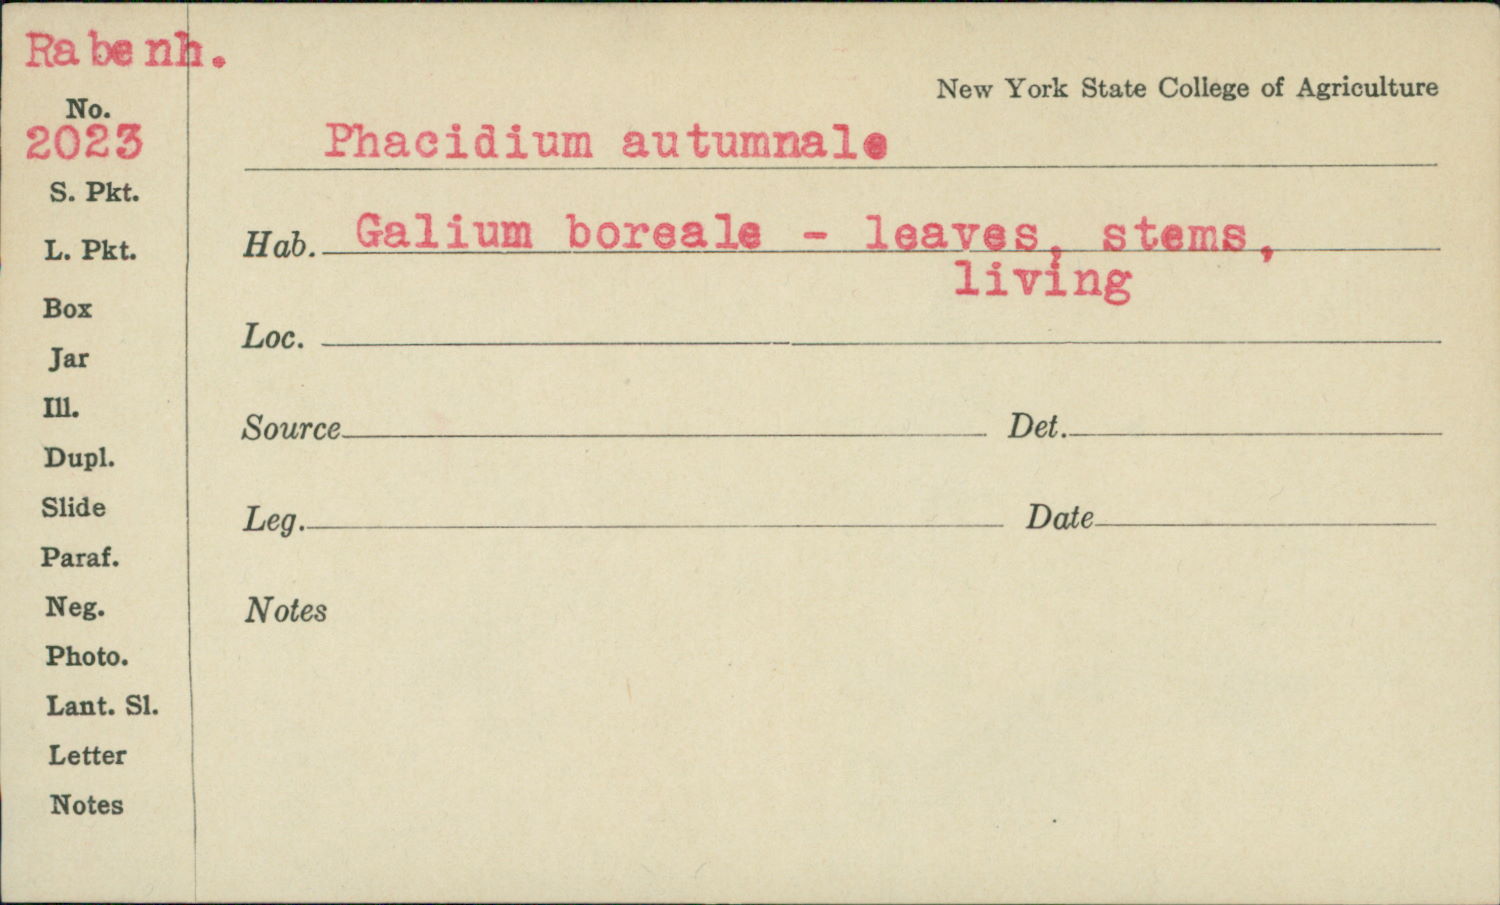 Rabenh.
New York State College of Agriculture
No.
2023
Phacidium autumnale
S. Pkt.
Hab. Galium boreale - leaves, stems,
living
L. Pkt.
Box
Loc.
Jar
Ill.
Source Det.
Dupl.
Slide
Leg. Date
Paraf.
Neg.
Notes
Photo.
Lant. Sl.
Letter
Notes